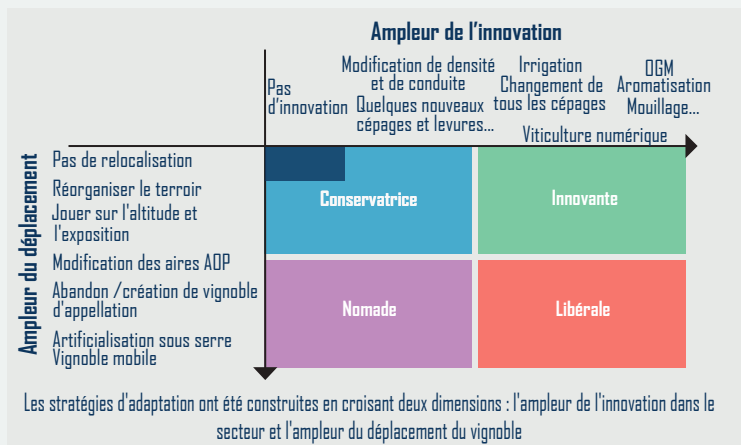 Ampleur de l'innovation
Pas
d'innovation
Modification de densité
et de conduite
Quelques nouveaux
cépages et levures...
Irrigation
Changement de
tous les cépages
OGM
Aromatisation
Mouillage...
Viticulture numérique
Ampleur du déplacement
Pas de relocalisation
Réorganiser le terroir
Jouer sur l'altitude et
l'exposition
Modification des aires AOP
Abandon /création de vignoble
d'appellation
Artificialisation sous serre
Vignoble mobile
Conservatrice
Innovante
Nomade
Libérale
Les stratégies d'adaptation ont été construites en croisant deux dimensions : l'ampleur de l'innovation dans le
secteur et l'ampleur du déplacement du vignoble